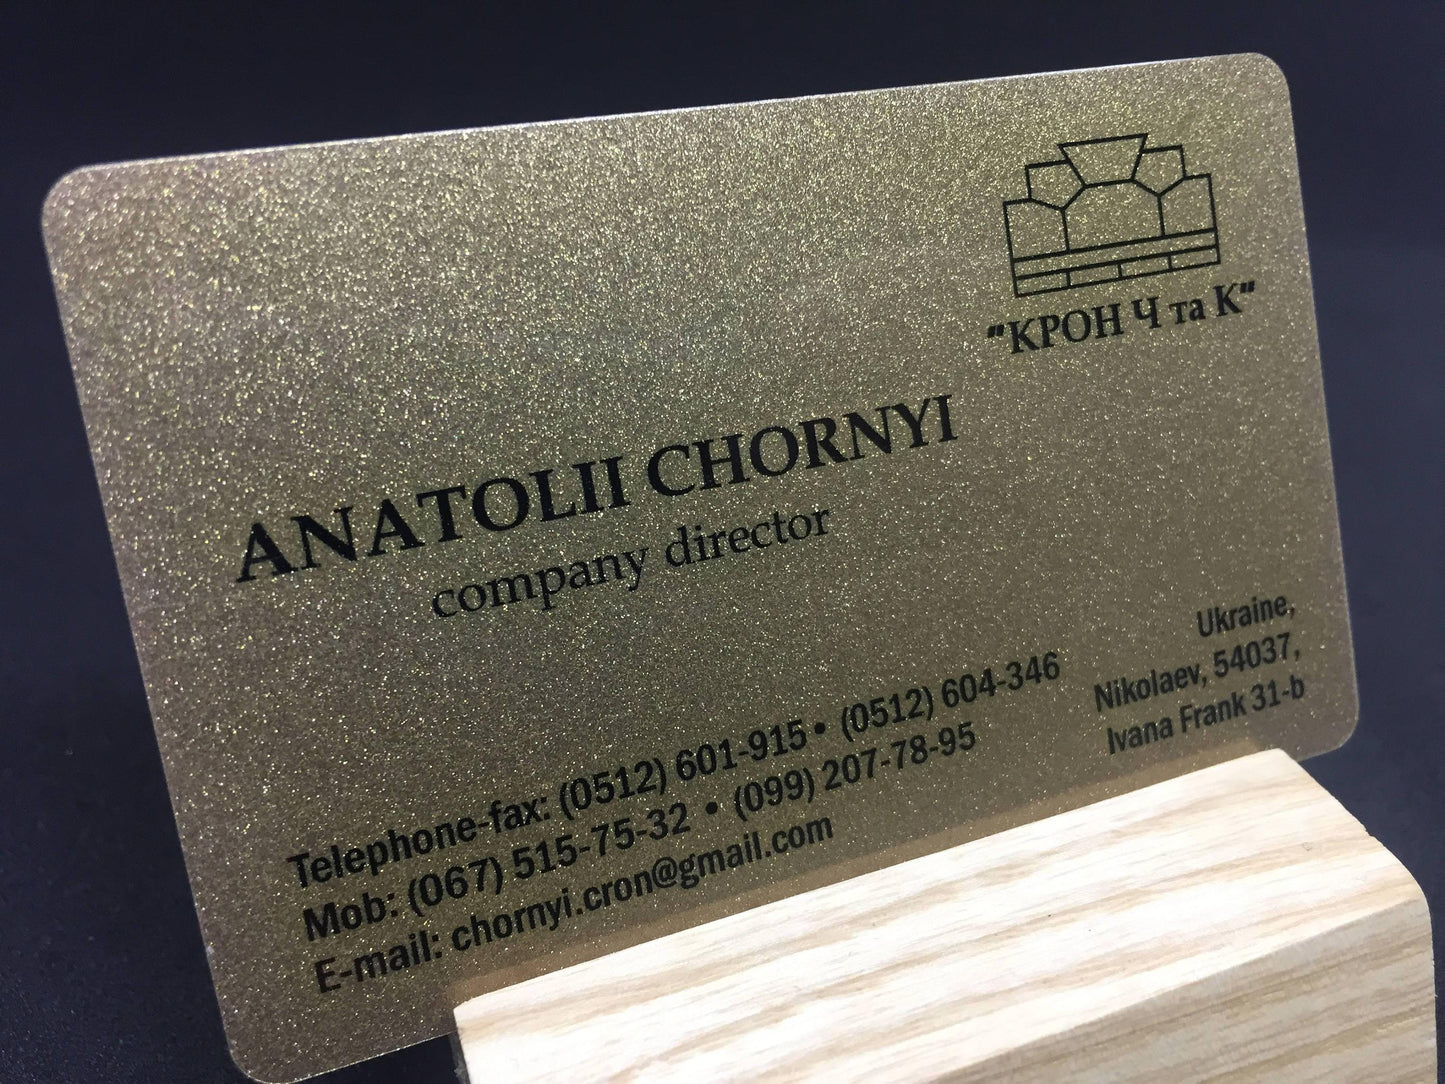 "КРОН Ч та К"
ANATOLII CHORNYI
company director
Telephone-fax: (0512) 601-915 • (0512) 604-346
Mob: (067) 515-75-32 • (099) 207-78-95
E-mail: chornyi.cron@gmail.com
Ukraine,
Nikolaev, 54037,
Ivana Frank 31-b